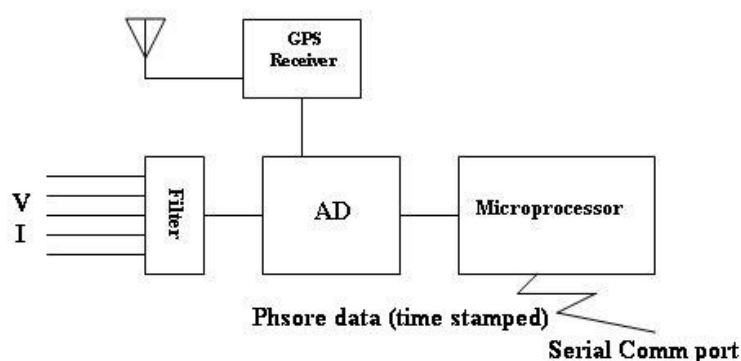 GPS
Receiver
V
I
Filter
AD
Microprocessor
Phsore data (time stamped)
Serial Comm port